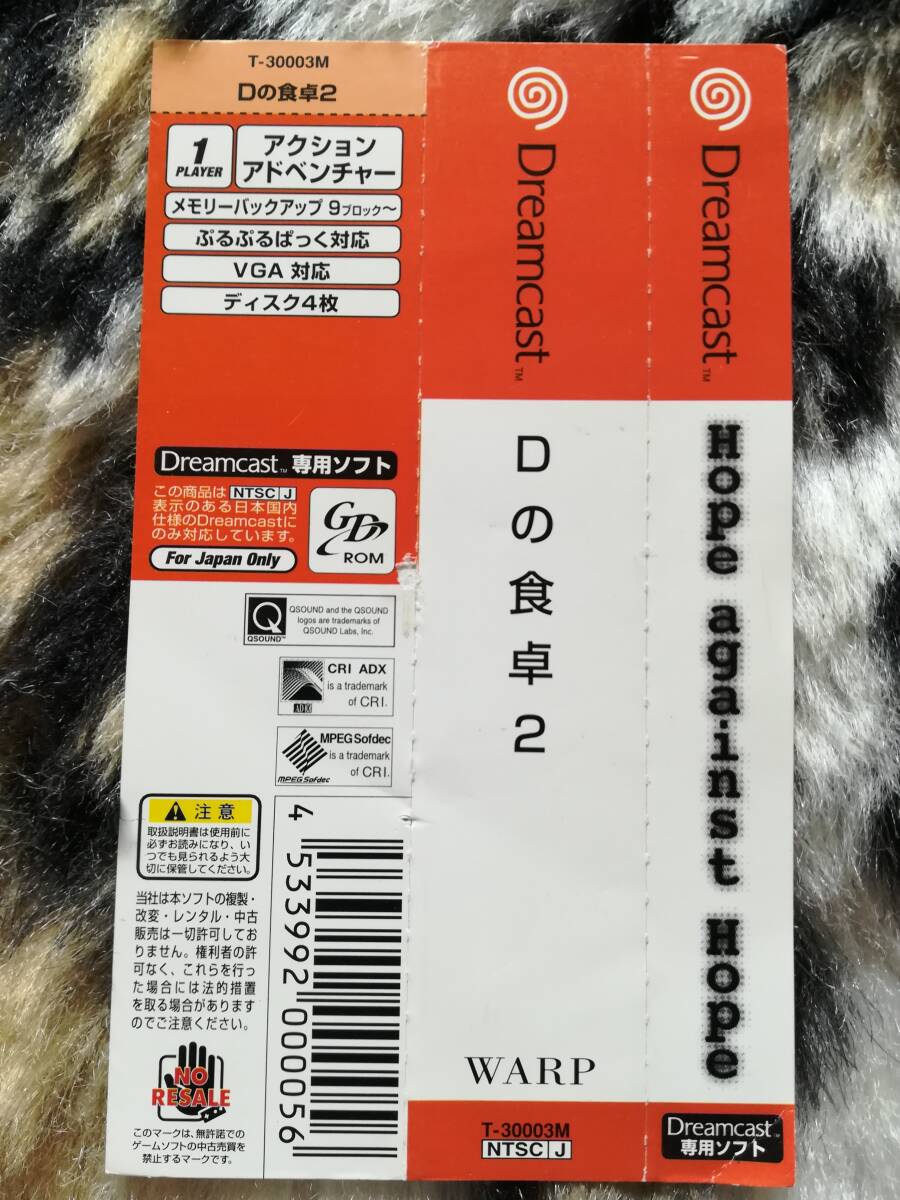 T-30003M
Dの食卓2
1
PLAYER
アクション
アドベンチャー
メモリーバックアップ 9ブロック～
ぷるぷるぱっく対応
VGA 対応
ディスク4枚
Dreamcast™ 専用ソフト
この商品は NTSC J
表示のある日本国内
仕様のDreamcastに
のみ対応しています。
For Japan Only
GD
ROM
Q
QSOUND™
QSOUND and the QSOUND
logos are trademarks of
QSOUND Labs, Inc.
CRI ADX
is a trademark
of CRI.
ADX
MPEG Sofdec
is a trademark
of CRI.
MPEG Sofdec
注意
取扱説明書は使用前に
必ずお読みになり、い
つでも見られるよう大
切に保管してください。
当社は本ソフトの複製・
改変・レンタル・中古
販売は一切許可してお
りません。権利者の許
可なく、これらを行っ
た場合には法的措置
を取る場合があります
のでご注意ください。
NO
RESALE
このマークは、無許諾での
ゲームソフトの中古売買を
禁止するマークです。
4 533992 000056
Dreamcast™
Dの食卓2
WARP
T-30003M
NTSC J
Dreamcast™
Hope against Hope
Dreamcast™
専用ソフト